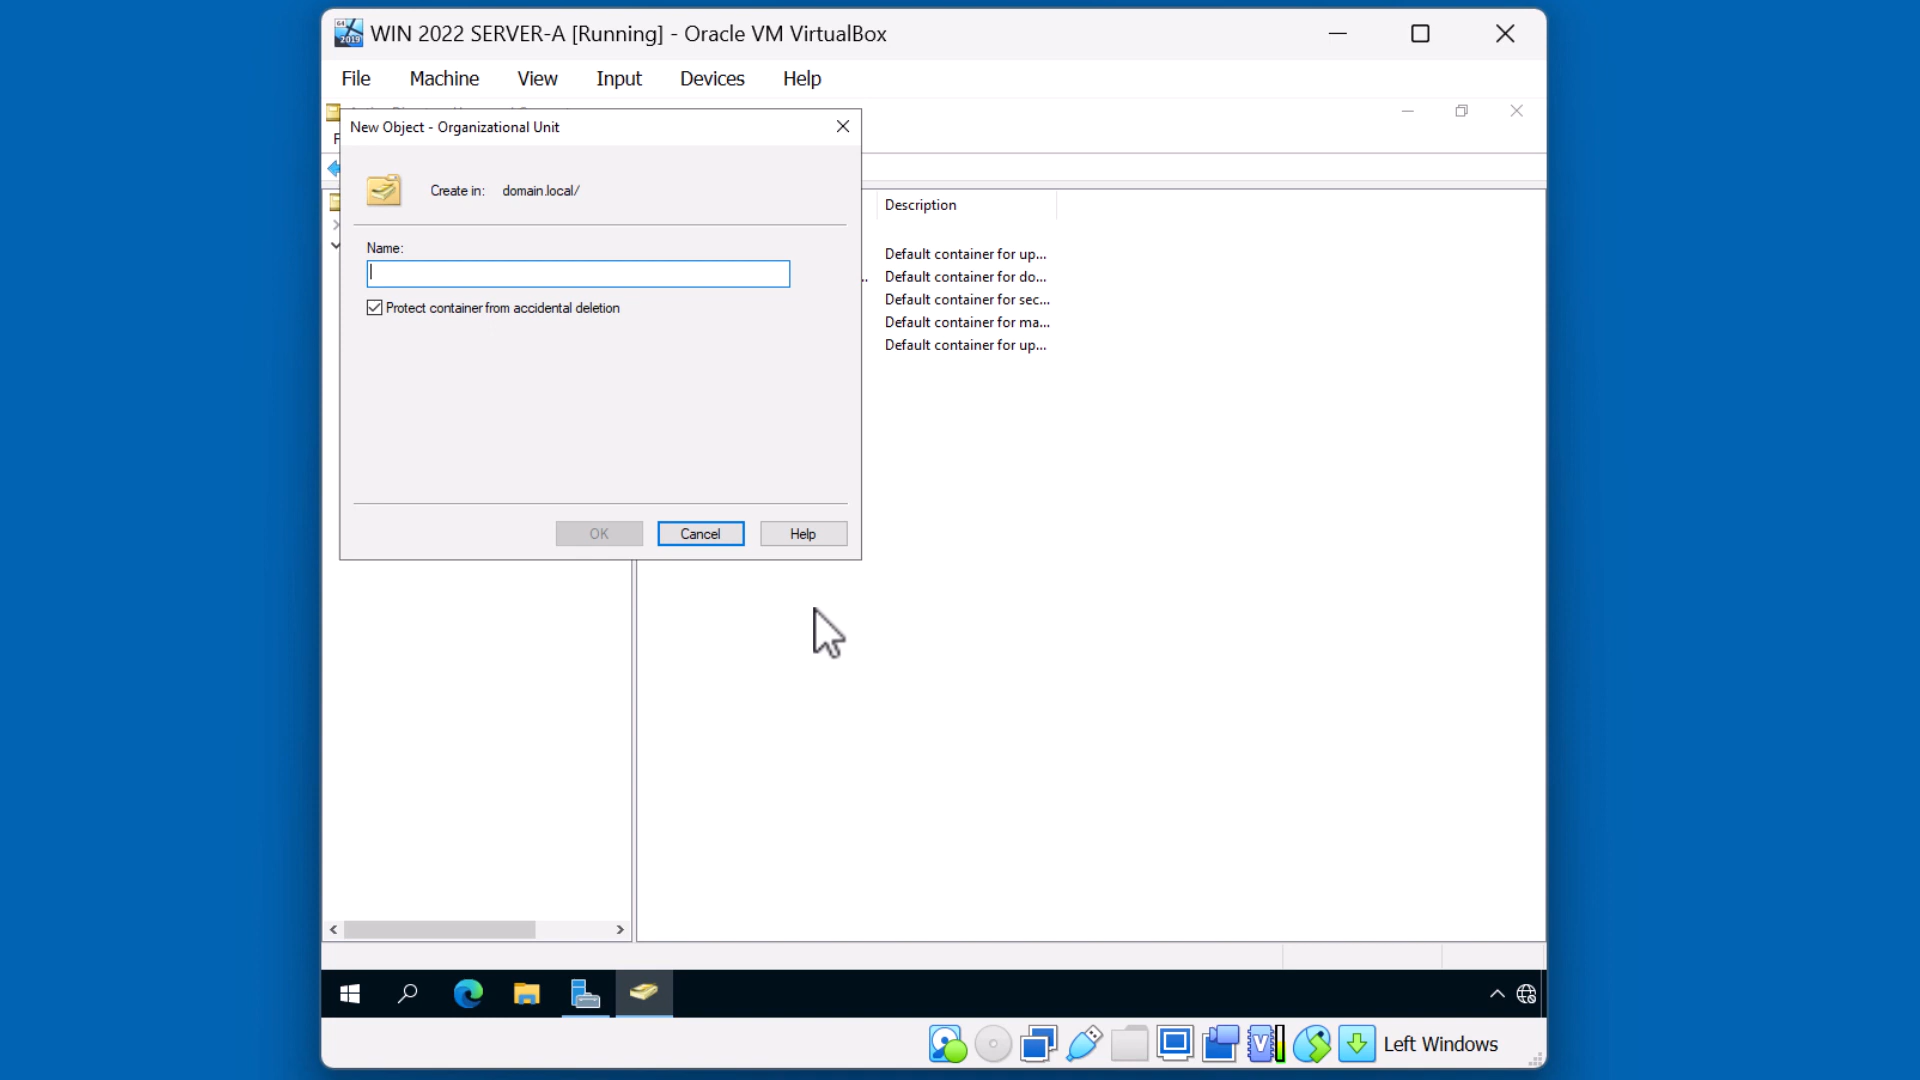 WIN 2022 SERVER-A [Running] - Oracle VM VirtualBox
File Machine View Input Devices Help
New Object - Organizational Unit
Create in: domain.local/
Name:
Protect container from accidental deletion
OK Cancel Help
Description
Default container for up...
Default container for do...
Default container for sec...
Default container for ma...
Default container for up...
Left Windows